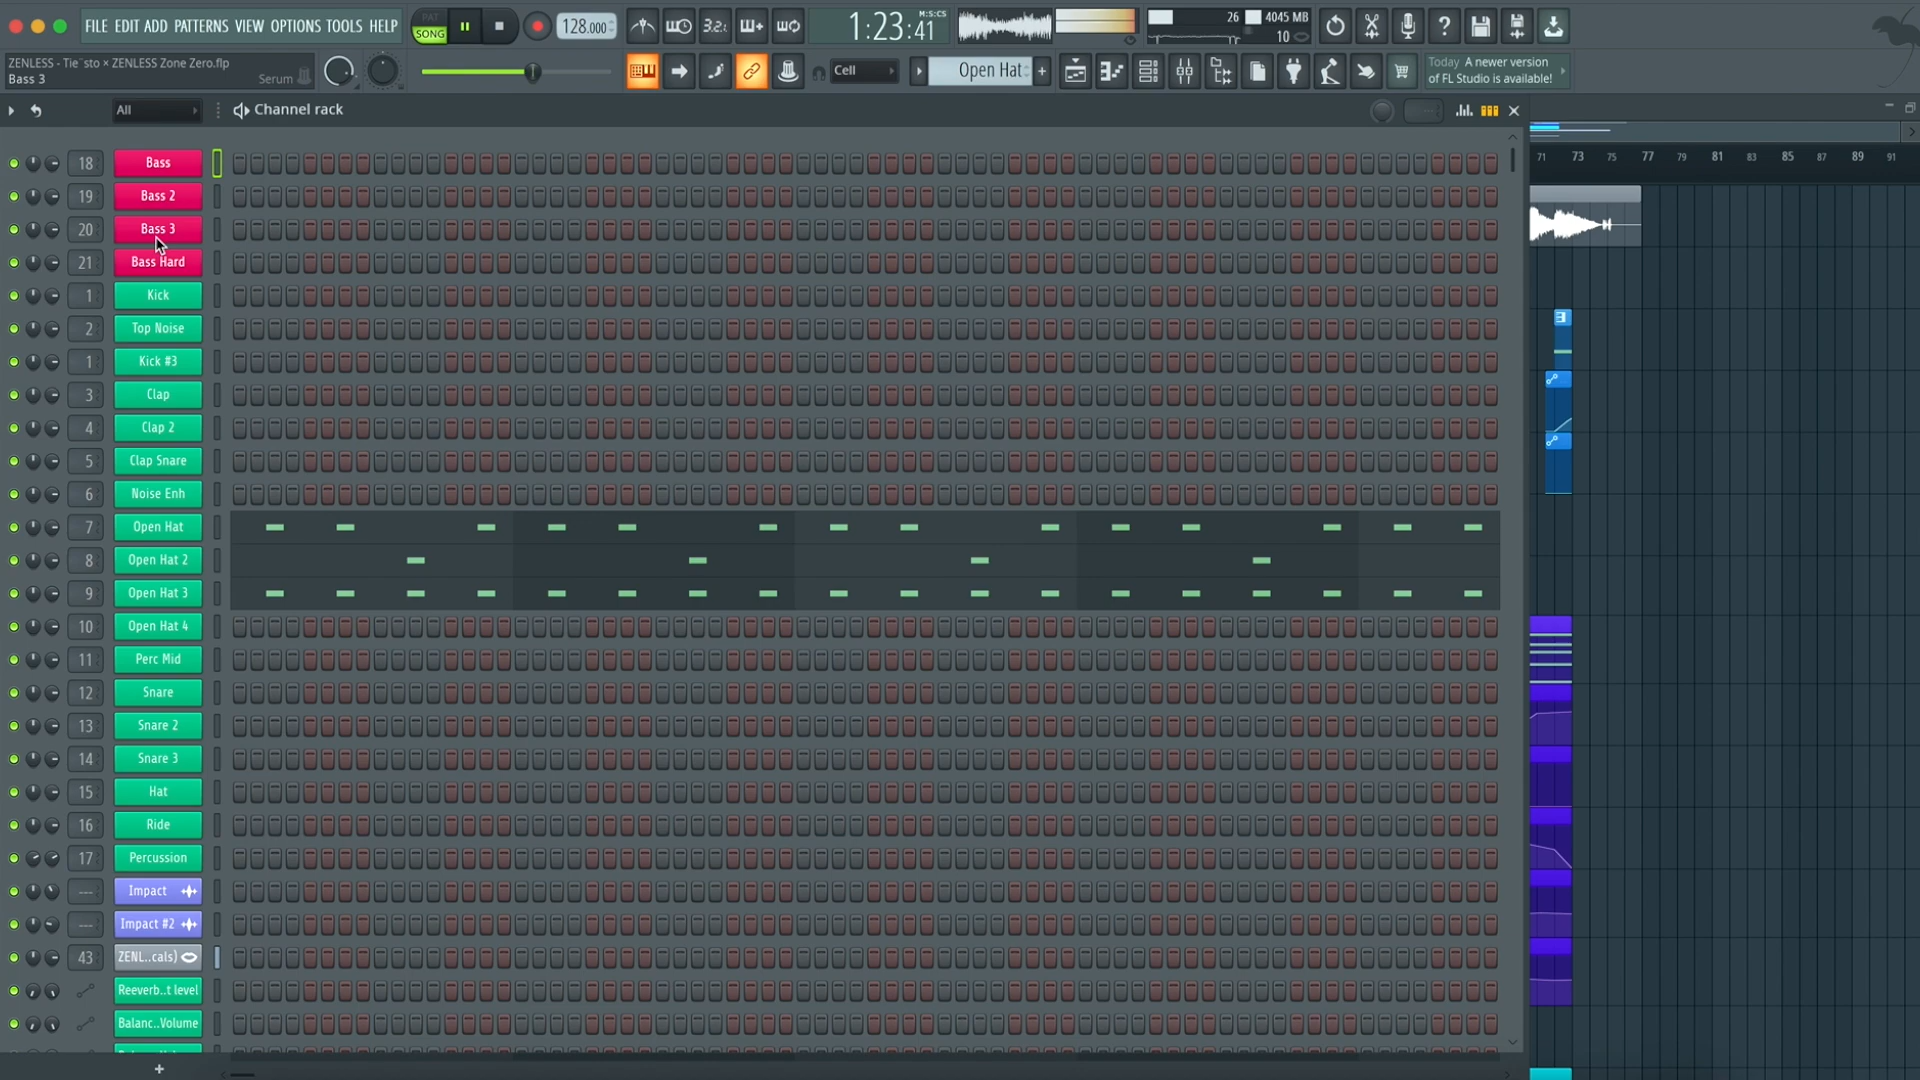 FILE EDIT ADD PATTERNS VIEW OPTIONS TOOLS HELP
PAT
SONG
128.000
3.2.
1:23:41
M:S:CS
26
4045 MB
10
ZENLESS - Tie¨sto × ZENLESS Zone Zero.flp
Bass 3
Serum
Cell
Open Hat
Today A newer version
of FL Studio is available!
All
Channel rack
71 73 75 77 79 81 83 85 87 89 91
18 Bass
19 Bass 2
20 Bass 3
21 Bass Hard
1 Kick
2 Top Noise
1 Kick #3
3 Clap
4 Clap 2
5 Clap Snare
6 Noise Enh
7 Open Hat
8 Open Hat 2
9 Open Hat 3
10 Open Hat 4
11 Perc Mid
12 Snare
13 Snare 2
14 Snare 3
15 Hat
16 Ride
17 Percussion
--- Impact
--- Impact #2
43 ZENL..cals)
Reeverb..t level
Balanc..Volume